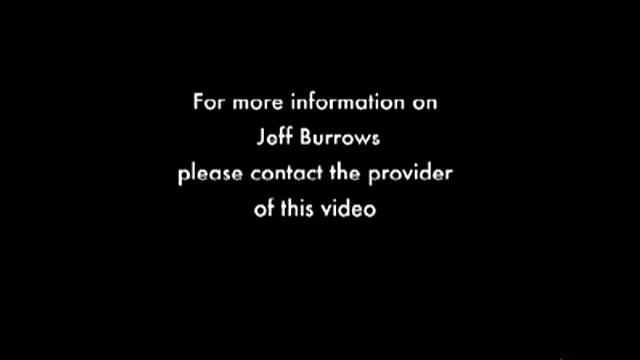 For more information on
Jeff Burrows
please contact the provider
of this video